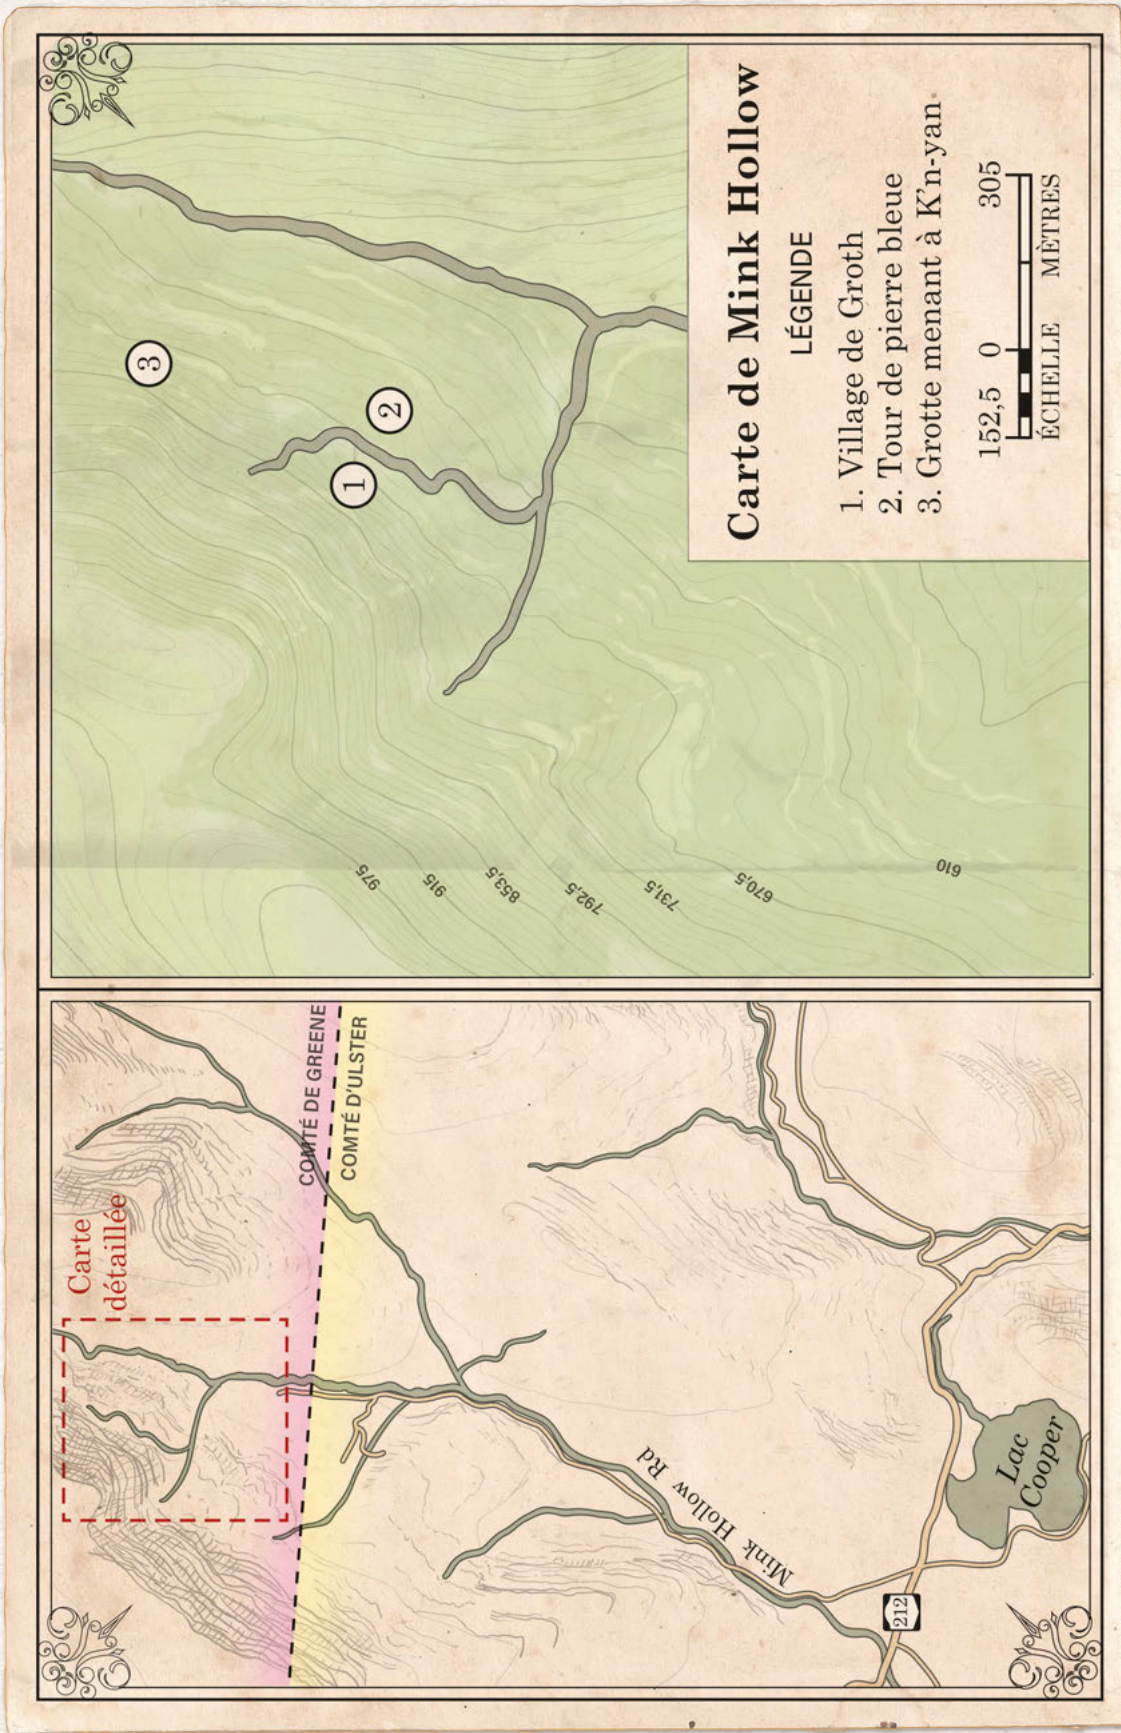 Carte
détaillée
COMTÉ DE GREENE
COMTÉ D'ULSTER
Mink Hollow Rd
212
Lac
Cooper
975
915
853,5
792,5
731,5
670,5
610
1
2
3
Carte de Mink Hollow
LÉGENDE
1. Village de Groth
2. Tour de pierre bleue
3. Grotte menant à K'n-yan
152,5 0 305
ÉCHELLE MÈTRES